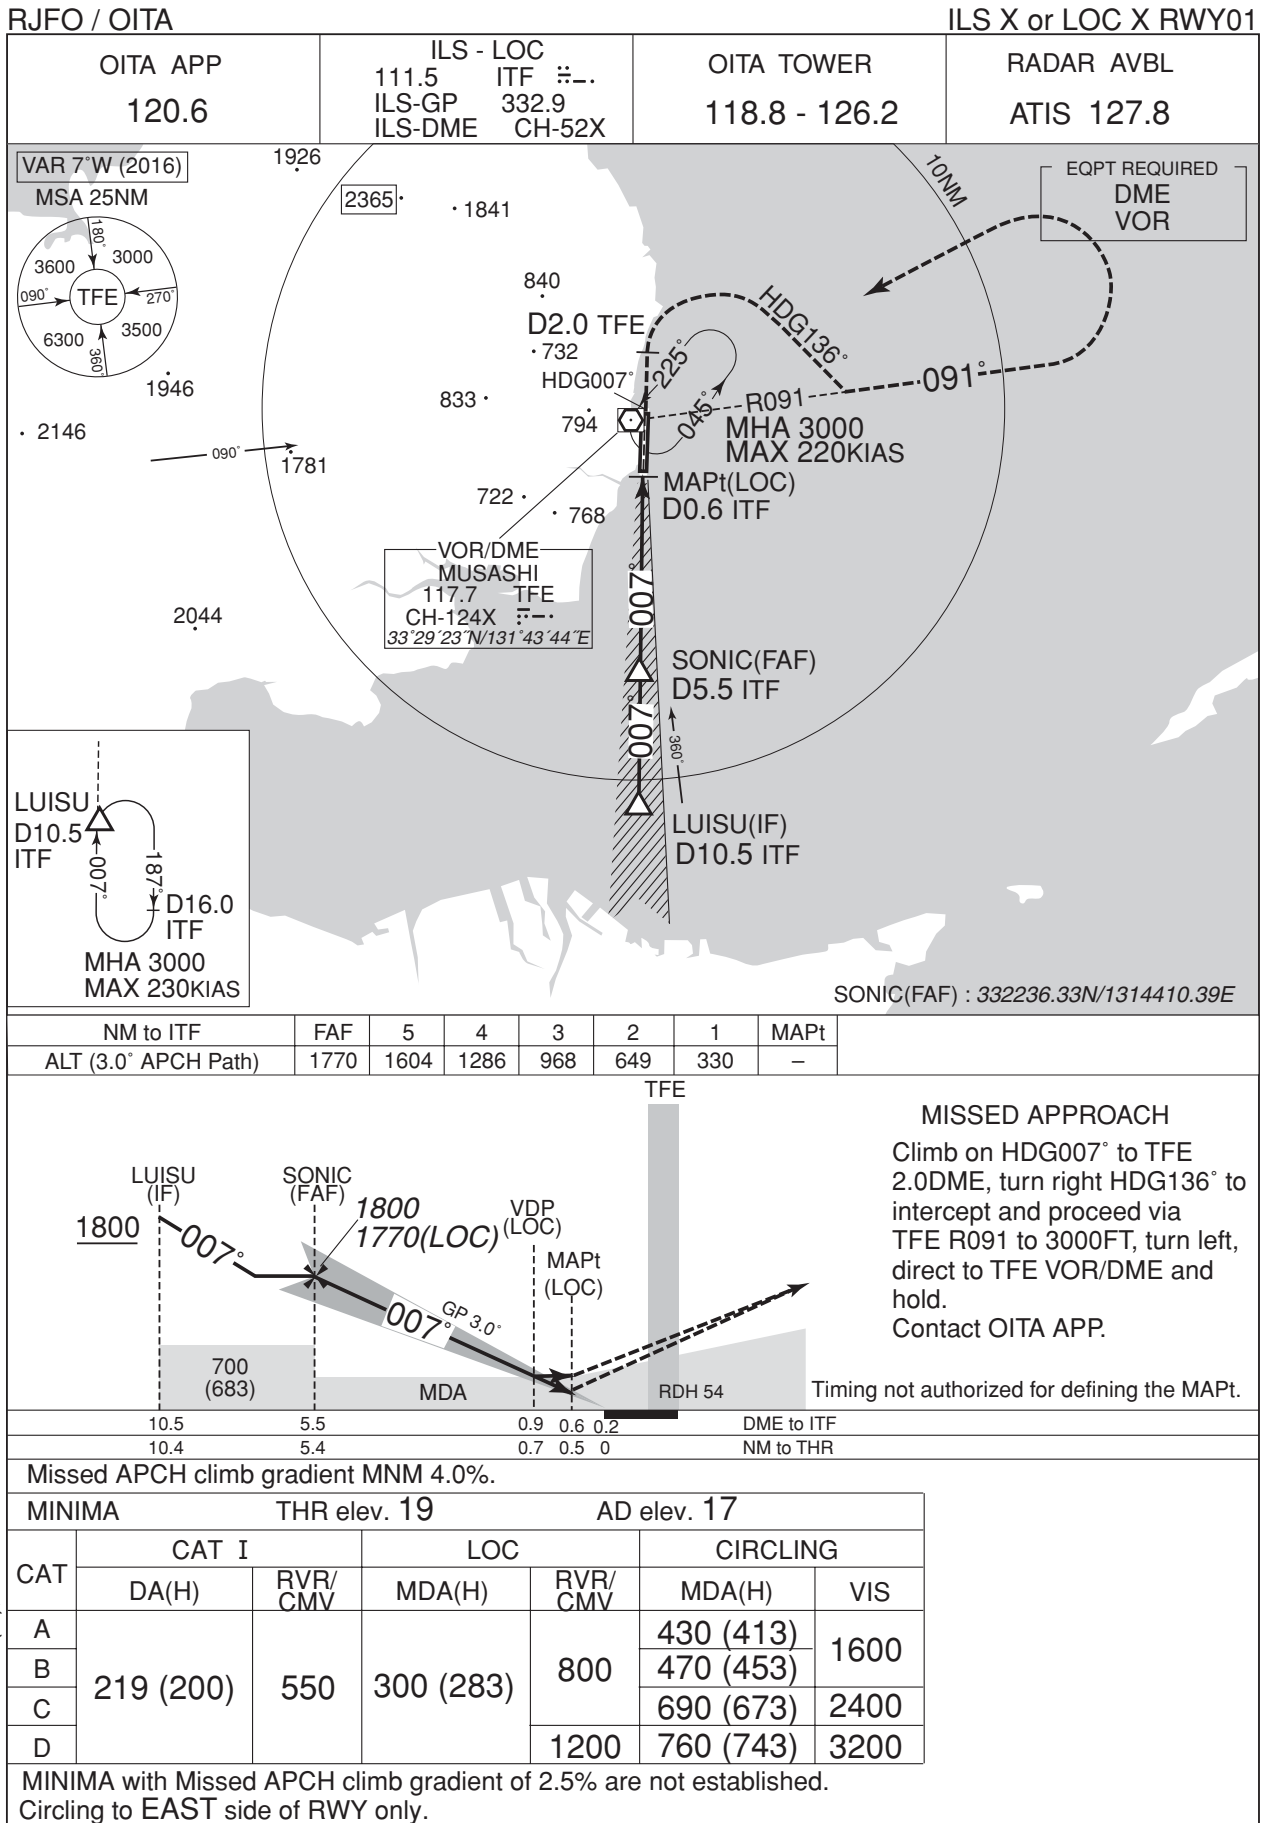 RJFO / OITA
ILS X or LOC X RWY01
OITA APP
120.6
ILS - LOC
111.5 ITF
ILS-GP 332.9
ILS-DME CH-52X
OITA TOWER
118.8 - 126.2
RADAR AVBL
ATIS 127.8
VAR 7°W (2016)
MSA 25NM
180°
3600
3000
090°
TFE
270°
6300
3500
360°
1926
2365
1841
10NM
EQPT REQUIRED
DME
VOR
840
D2.0 TFE
732
HDG007°
HDG136°
225°
045°
R091
091°
MHA 3000
MAX 220KIAS
1946
833
794
2146
090°
1781
722
768
MAPt(LOC)
D0.6 ITF
VOR/DME
MUSASHI
117.7 TFE
CH-124X
33°29´23˝N/131°43´44˝E
2044
007°
SONIC(FAF)
D5.5 ITF
007°
360°
LUISU(IF)
D10.5 ITF
LUISU
D10.5
ITF
007°
187°
D16.0
ITF
MHA 3000
MAX 230KIAS
SONIC(FAF) : 332236.33N/1314410.39E
NM to ITF FAF 5 4 3 2 1 MAPt
ALT (3.0° APCH Path) 1770 1604 1286 968 649 330 –
TFE
LUISU
(IF)
SONIC
(FAF)
1800
1800
1770(LOC)
VDP
(LOC)
MAPt
(LOC)
007°
007°
GP 3.0°
700
(683)
MDA
RDH 54
MISSED APPROACH
Climb on HDG007° to TFE
2.0DME, turn right HDG136° to
intercept and proceed via
TFE R091 to 3000FT, turn left,
direct to TFE VOR/DME and
hold.
Contact OITA APP.
Timing not authorized for defining the MAPt.
10.5 5.5 0.9 0.6 0.2 DME to ITF
10.4 5.4 0.7 0.5 0 NM to THR
Missed APCH climb gradient MNM 4.0%.
MINIMA THR elev. 19 AD elev. 17
CAT
CAT I LOC CIRCLING
DA(H) RVR/CMV MDA(H) RVR/CMV MDA(H) VIS
A 219 (200) 550 300 (283) 800 430 (413) 1600
B 470 (453)
C 690 (673) 2400
D 1200 760 (743) 3200
MINIMA with Missed APCH climb gradient of 2.5% are not established.
Circling to EAST side of RWY only.